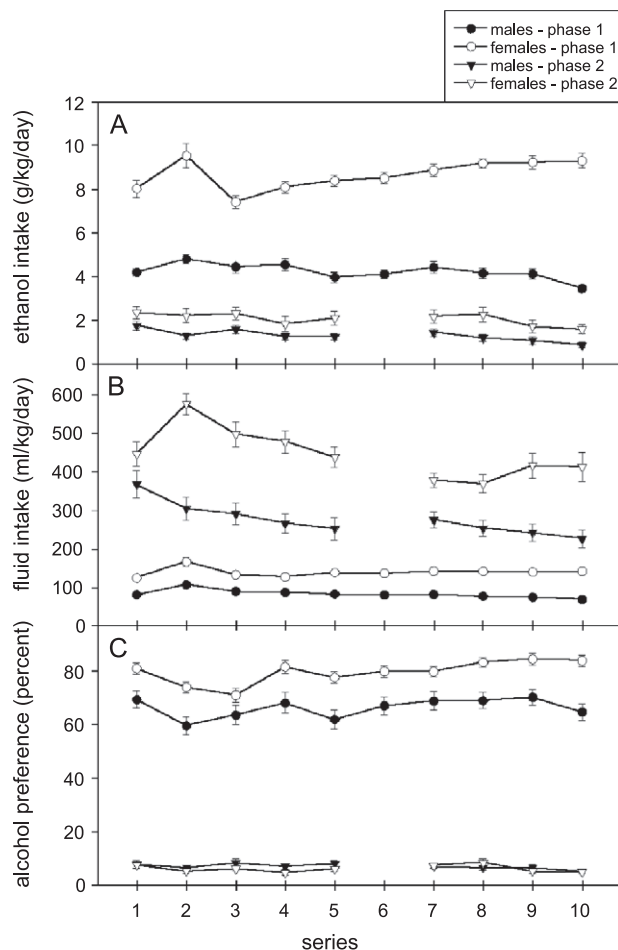 males - phase 1
females - phase 1
males - phase 2
females - phase 2
A
ethanol intake (g/kg/day)
12
10
8
6
4
2
0
B
fluid intake (ml/kg/day)
600
500
400
300
200
100
0
C
alcohol preference (percent)
80
60
40
20
0
1 2 3 4 5 6 7 8 9 10
series